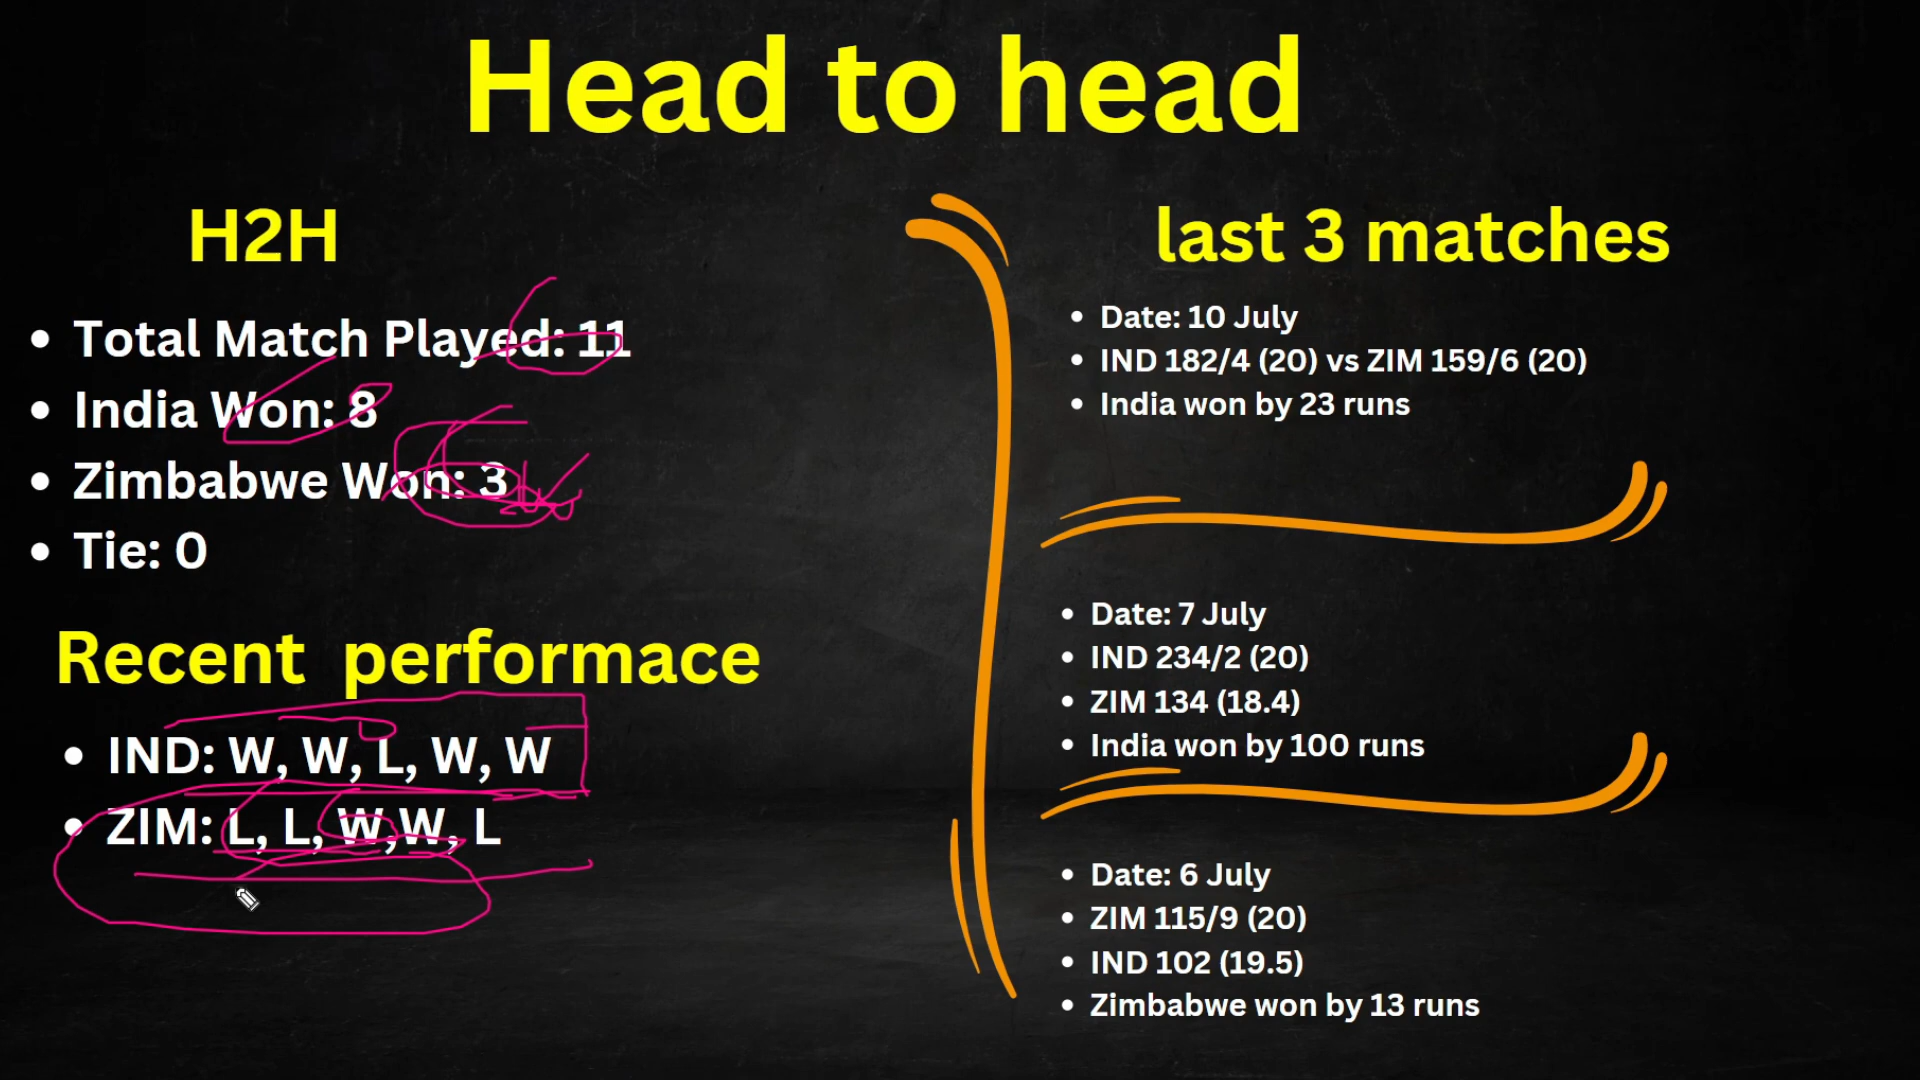 Head to head
H2H
Total Match Played: 11
India Won: 8
Zimbabwe Won: 3
Tie: 0
Recent performace
IND: W, W, L, W, W
ZIM: L, L, W,W, L
last 3 matches
Date: 10 July
IND 182/4 (20) vs ZIM 159/6 (20)
India won by 23 runs
Date: 7 July
IND 234/2 (20)
ZIM 134 (18.4)
India won by 100 runs
Date: 6 July
ZIM 115/9 (20)
IND 102 (19.5)
Zimbabwe won by 13 runs